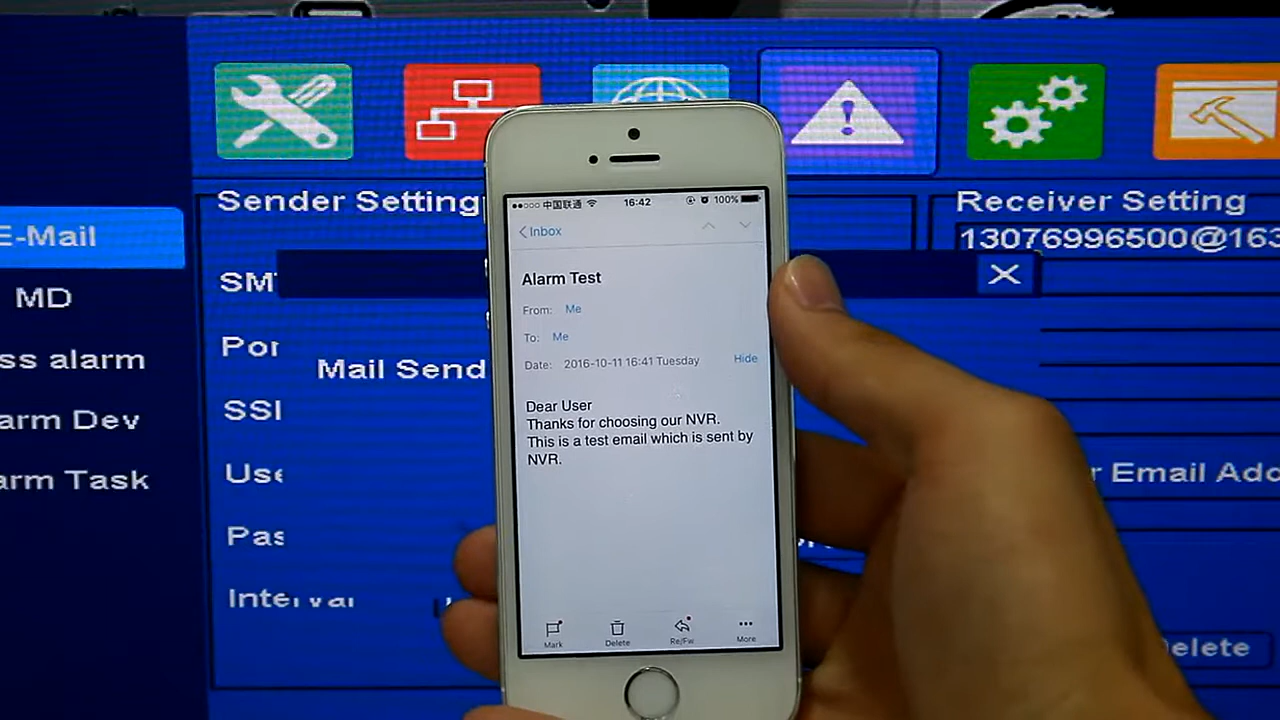 Sender Setting
Receiver Setting
13076996500@163
E-Mail
MD
ss alarm
arm Dev
arm Task
SMT
Por
SSL
Use
Pas
Interval
Mail Send
r Email Add
elete
中国联通
16:42
100%
Inbox
Alarm Test
From: Me
To: Me
Date: 2016-10-11 16:41 Tuesday
Hide
Dear User
Thanks for choosing our NVR.
This is a test email which is sent by
NVR.
Mark
Delete
Re/Fw
More